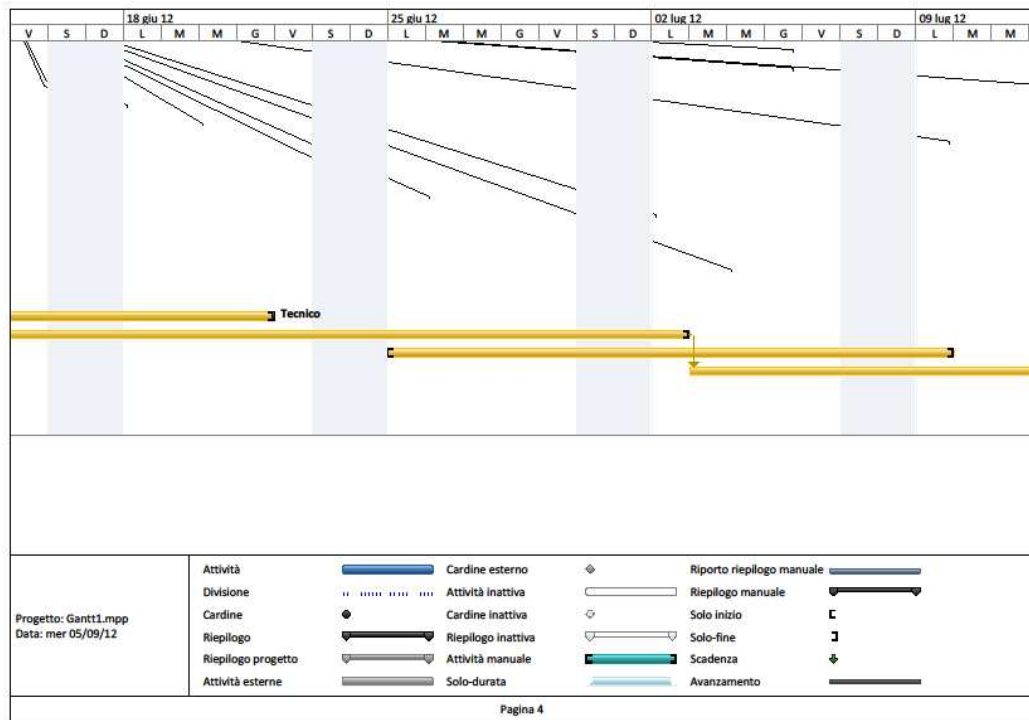 18 giu 12 25 giu 12 02 lug 12 09 lug 12
V S D L M M G V S D L M M G V S D L M M G V S D L M M
Tecnico
Progetto: Gantt1.mpp
Data: mer 05/09/12
Attività Cardine esterno Riporto riepilogo manuale
Divisione Attività inattiva Riepilogo manuale
Cardine Cardine inattiva Solo inizio
Riepilogo Riepilogo inattiva Solo-fine
Riepilogo progetto Attività manuale Scadenza
Attività esterne Solo-durata Avanzamento
Pagina 4